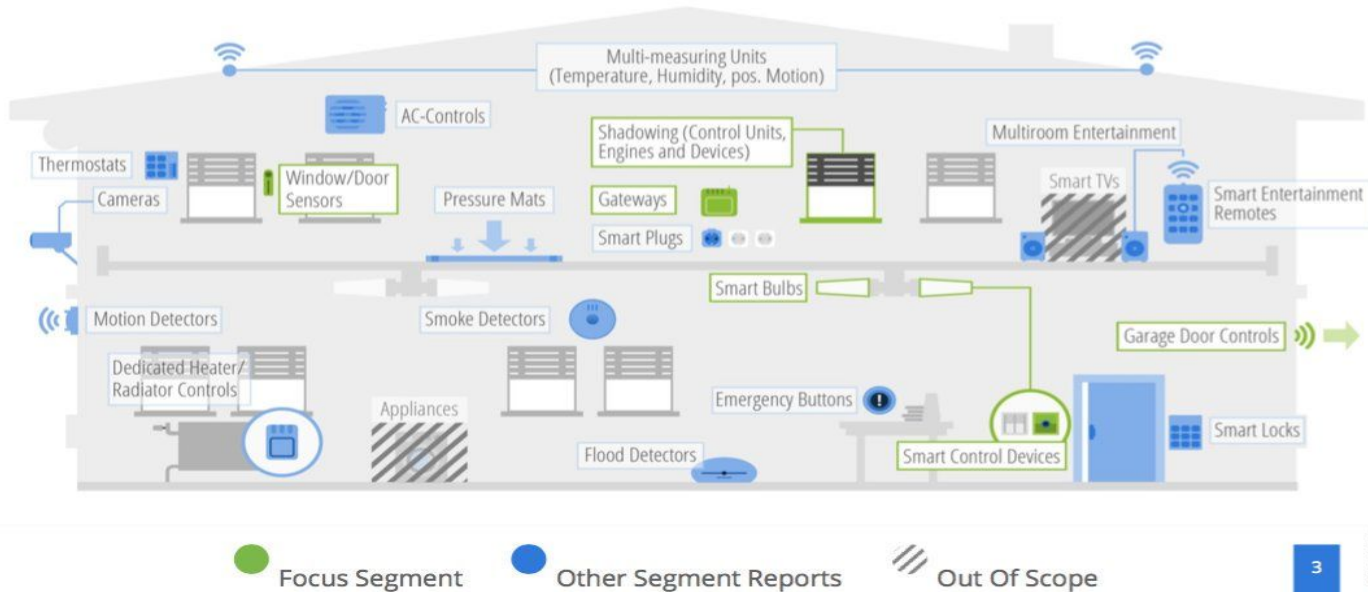 Multi-measuring Units
(Temperature, Humidity, pos. Motion)
AC-Controls
Shadowing (Control Units,
Engines and Devices)
Multiroom Entertainment
Thermostats
Window/Door
Sensors
Smart TVs
Cameras
Pressure Mats
Gateways
Smart Entertainment
Remotes
Smart Plugs
Smart Bulbs
Motion Detectors
Smoke Detectors
Garage Door Controls
Dedicated Heater/
Radiator Controls
Appliances
Emergency Buttons
!
Smart Locks
Flood Detectors
Smart Control Devices
Focus Segment
Other Segment Reports
Out Of Scope
3